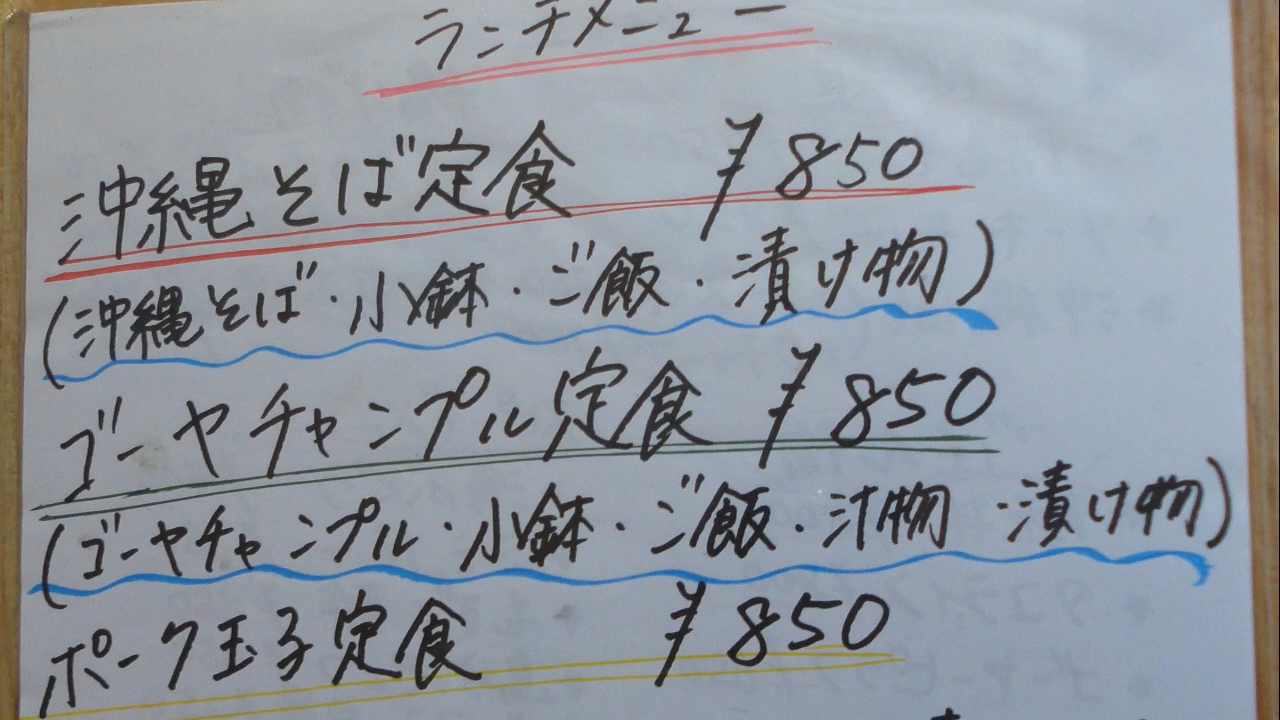 ランチメニュー
沖縄そば定食 ¥850
(沖縄そば・小鉢・ご飯・漬け物)
ゴーヤチャンプル定食 ¥850
(ゴーヤチャンプル・小鉢・ご飯・汁物・漬け物)
ポーク玉子定食 ¥850